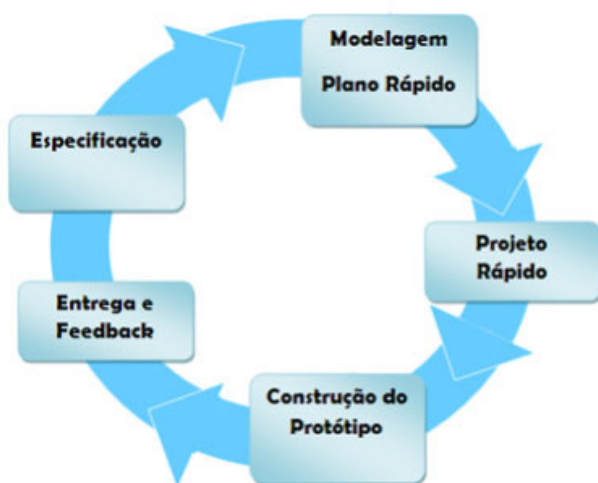 Modelagem
Plano Rápido
Especificação
Projeto
Rápido
Entrega e
Feedback
Construção do
Protótipo